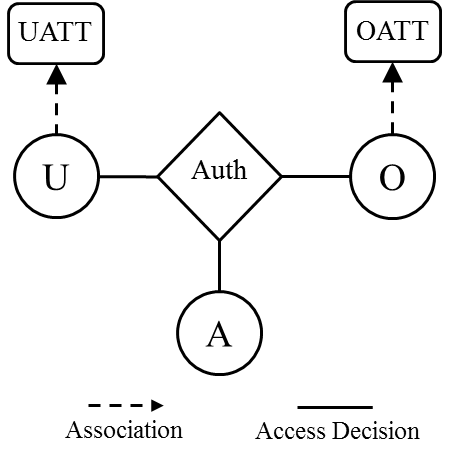 UATT
OATT
U
Auth
O
A
Association
Access Decision